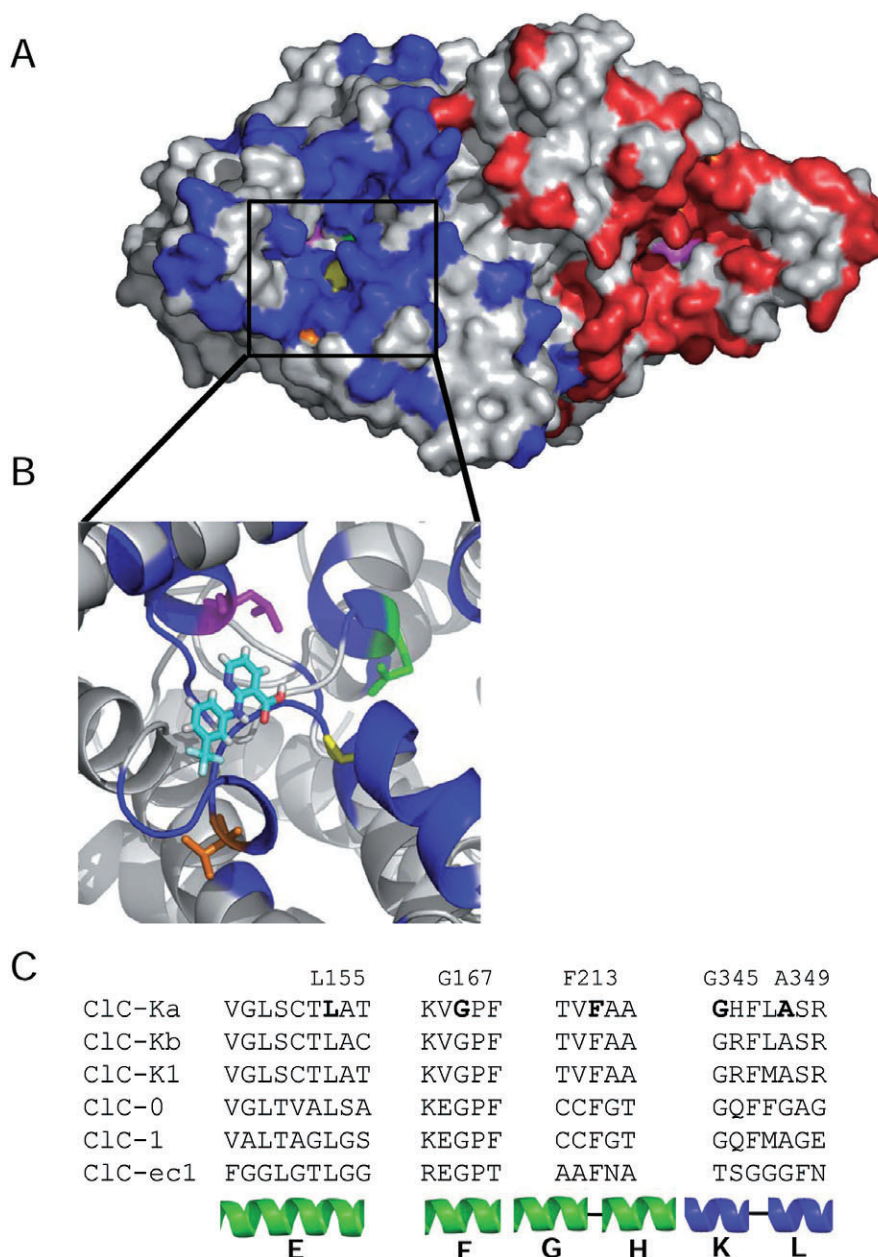 A
B
C
L155 G167 F213 G345 A349
ClC-Ka VGLSCTLAT KVGPF TVFAA GHFLASR
ClC-Kb VGLSCTLAC KVGPF TVFAA GRFLASR
ClC-K1 VGLSCTLAT KVGPF TVFAA GRFMASR
ClC-0 VGLTVALSA KEGPF CCFGT GQFFGAG
ClC-1 VALTAGLGS KEGPF CCFGT GQFMAGE
ClC-ec1 FGGLGTLGG REGPT AAFNA TSGGGFN
E F G H K L